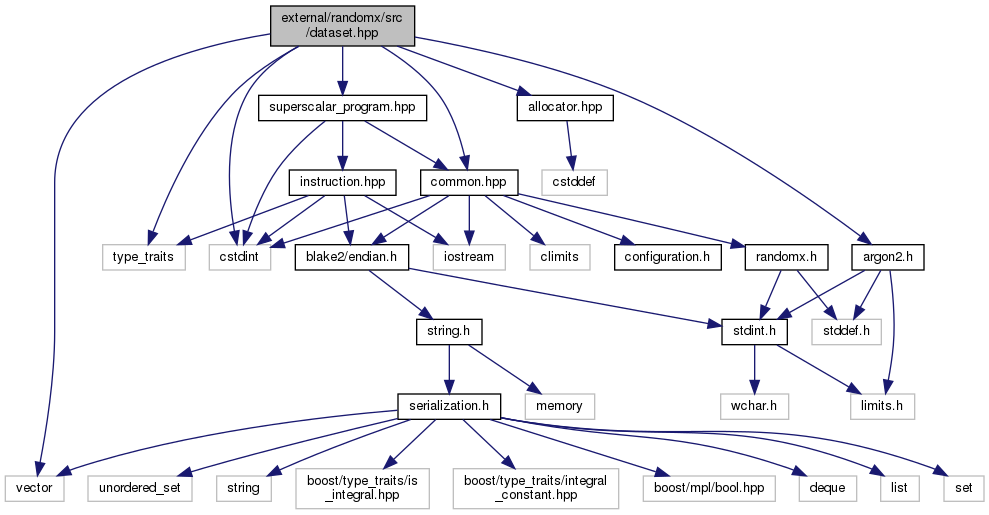 external/randomx/src
/dataset.hpp
superscalar_program.hpp
allocator.hpp
instruction.hpp
common.hpp
cstddef
type_traits
cstdint
blake2/endian.h
iostream
climits
configuration.h
randomx.h
argon2.h
string.h
stdint.h
stddef.h
serialization.h
memory
wchar.h
limits.h
vector
unordered_set
string
boost/type_traits/is
_integral.hpp
boost/type_traits/integral
_constant.hpp
boost/mpl/bool.hpp
deque
list
set